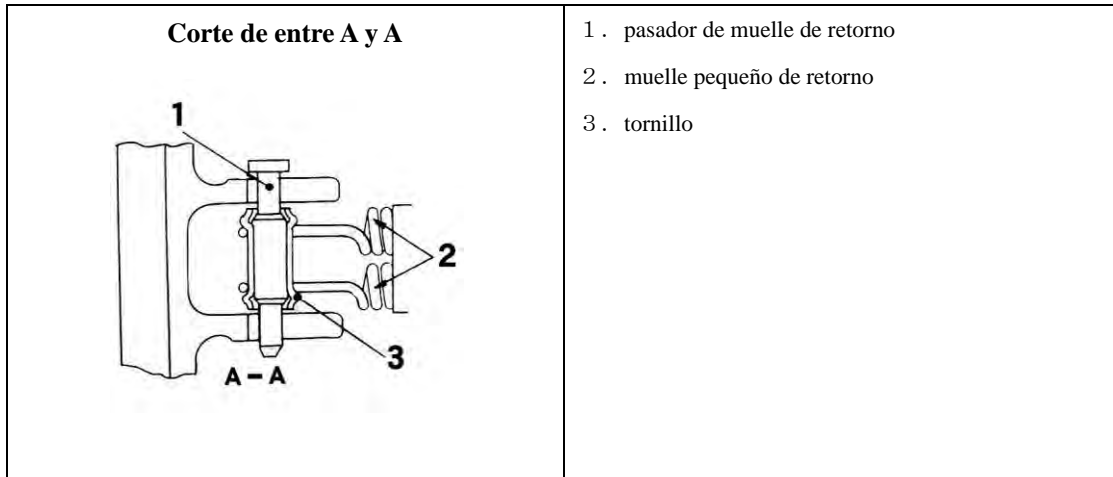 Corte de entre A y A
1
2
3
A – A
１．pasador de muelle de retorno
２．muelle pequeño de retorno
３．tornillo